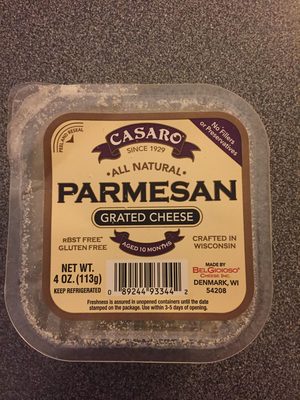 PEEL AND RESEAL
No Fillers
or Preservatives
CASARO
SINCE 1929
• ALL NATURAL •
PARMESAN
GRATED CHEESE
AGED 10 MONTHS
rBST FREE*
GLUTEN FREE
CRAFTED IN
WISCONSIN
NET WT.
4 OZ. (113g)
KEEP REFRIGERATED
0 89244 93344 2
MADE BY
BELGIOIOSO
CHEESE INC.
DENMARK, WI
54208
Freshness is assured in unopened containers until the date
stamped on the package. Use within 3-5 days of opening.